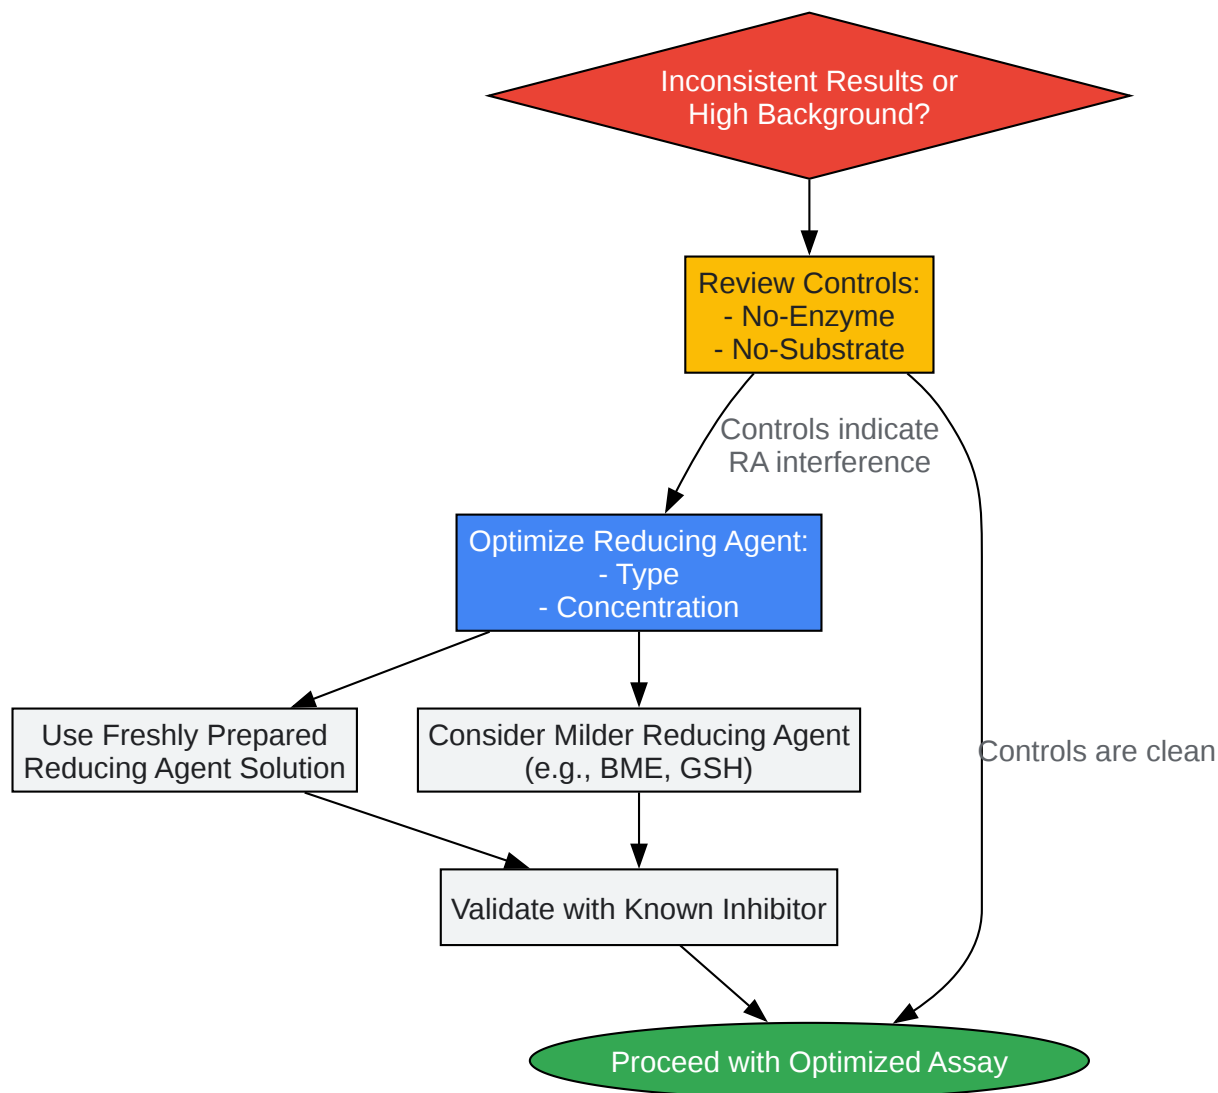 Inconsistent Results or
High Background?
Review Controls:
- No-Enzyme
- No-Substrate
Controls indicate
RA interference
Optimize Reducing Agent:
- Type
- Concentration
Use Freshly Prepared
Reducing Agent Solution
Consider Milder Reducing Agent
(e.g., BME, GSH)
Controls are clean
Validate with Known Inhibitor
Proceed with Optimized Assay